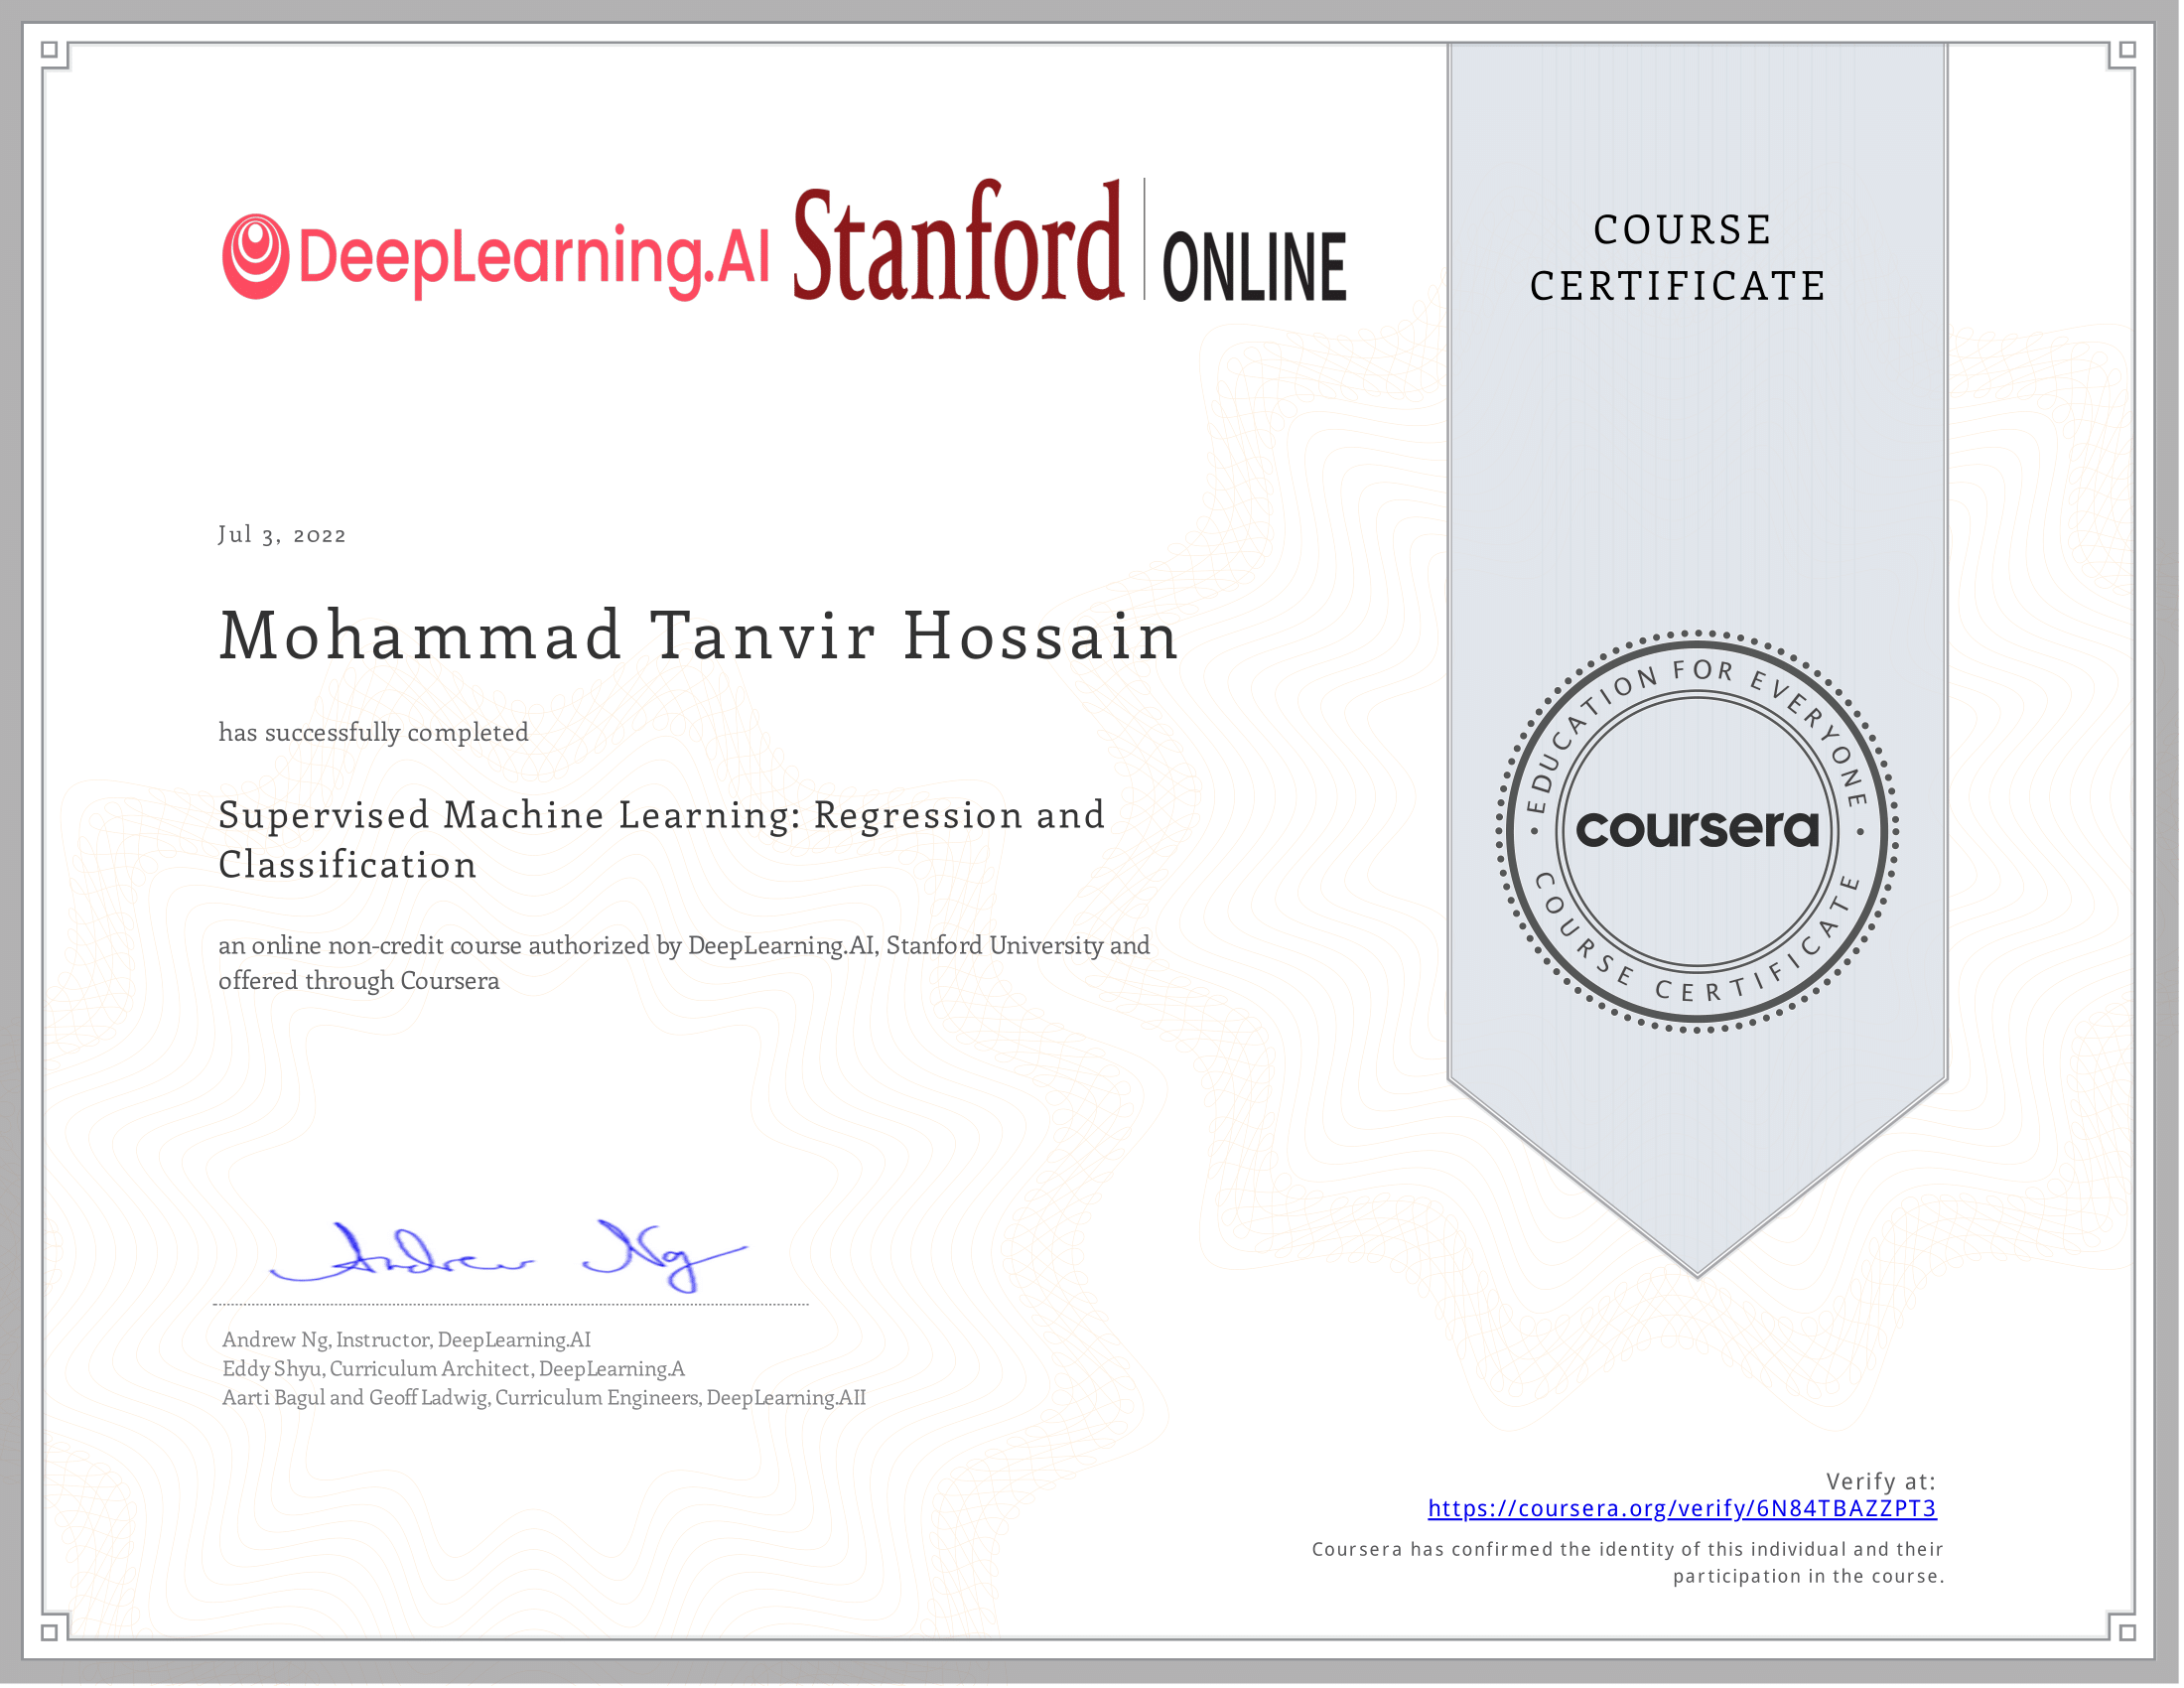 DeepLearning.AI Stanford ONLINE
COURSE
CERTIFICATE
Jul 3, 2022
Mohammad Tanvir Hossain
has successfully completed
Supervised Machine Learning: Regression and
Classification
an online non-credit course authorized by DeepLearning.AI, Stanford University and
offered through Coursera
EDUCATION FOR EVERYONE
coursera
COURSE CERTIFICATE
Andrew Ng
Andrew Ng, Instructor, DeepLearning.AI
Eddy Shyu, Curriculum Architect, DeepLearning.A
Aarti Bagul and Geoff Ladwig, Curriculum Engineers, DeepLearning.AII
Verify at:
https://coursera.org/verify/6N84TBAZZPT3
Coursera has confirmed the identity of this individual and their
participation in the course.